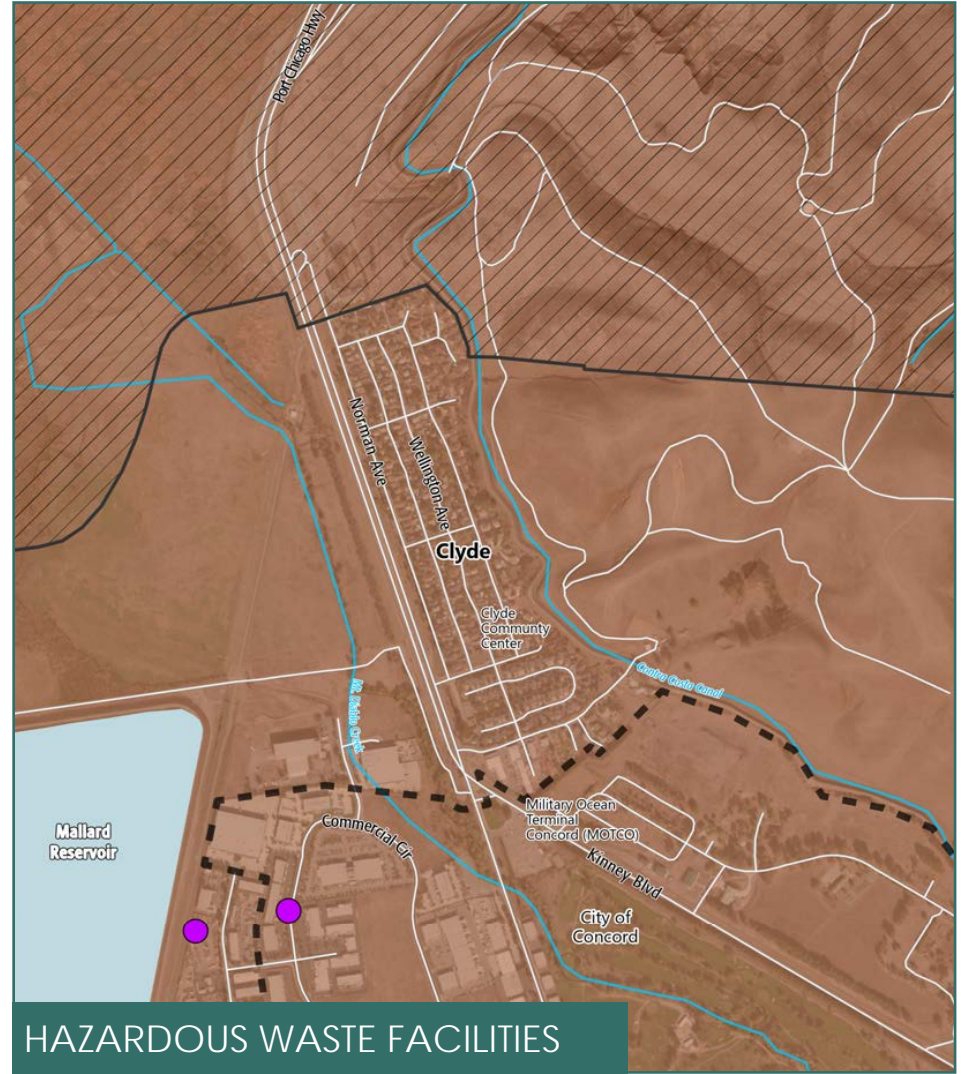 Port Chicago Hwy
Norman Ave
Wellington Ave
Clyde
Clyde
Communty
Center
Contra Costa Canal
Mt. Diablo Creek
Mallard
Reservoir
Commercial Cir
Military Ocean
Terminal
Concord (MOTCO)
Kinney Blvd
City of
Concord
HAZARDOUS WASTE FACILITIES